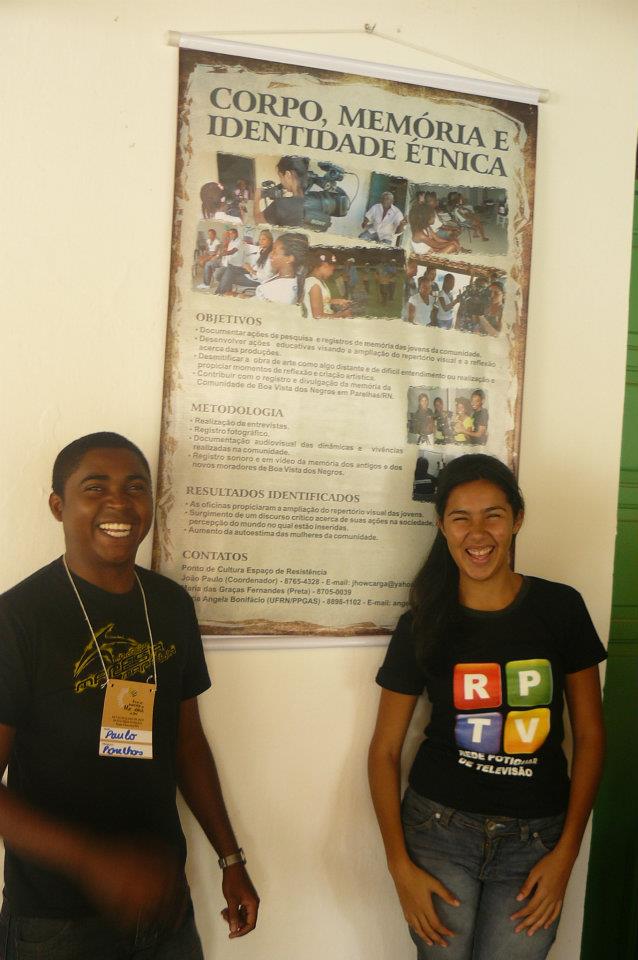 CORPO, MEMÓRIA E
IDENTIDADE ÉTNICA
OBJETIVOS
• Documentar ações de pesquisa e registros de memória das jovens da comunidade.
• Desenvolver ações educativas visando a ampliação do repertório visual e a reflexão
acerca das produções.
• Desmitificar a obra de arte como algo distante e de difícil entendimento ou realização e
propiciar momentos de reflexão e criação artística.
• Contribuir com o registro e divulgação da memória da
Comunidade de Boa Vista dos Negros em Parelhas/RN.
METODOLOGIA
• Realização de entrevistas.
• Registro fotográfico.
• Documentação audiovisual das dinâmicas e vivências
realizadas na comunidade.
• Registro sonoro e em vídeo da memória dos antigos e dos
novos moradores de Boa Vista dos Negros.
RESULTADOS IDENTIFICADOS
• As oficinas propiciaram a ampliação do repertório visual das jovens.
• Surgimento de um discurso crítico acerca de suas ações na sociedade,
percepção do mundo no qual estão inseridas.
• Aumento da autoestima das mulheres da comunidade.
CONTATOS
Ponto de Cultura Espaço de Resistência
João Paulo (Coordenador) - 8765-4328 - E-mail: jhowcarga@yahoo
Maria das Graças Fernandes (Preta) - 8705-0039
Angela Bonifácio (UFRN/PPGAS) - 8898-1102 - E-mail: ange
Paulo
Parelhas
R P
T V
REDE POTIGUAR
DE TELEVISÃO